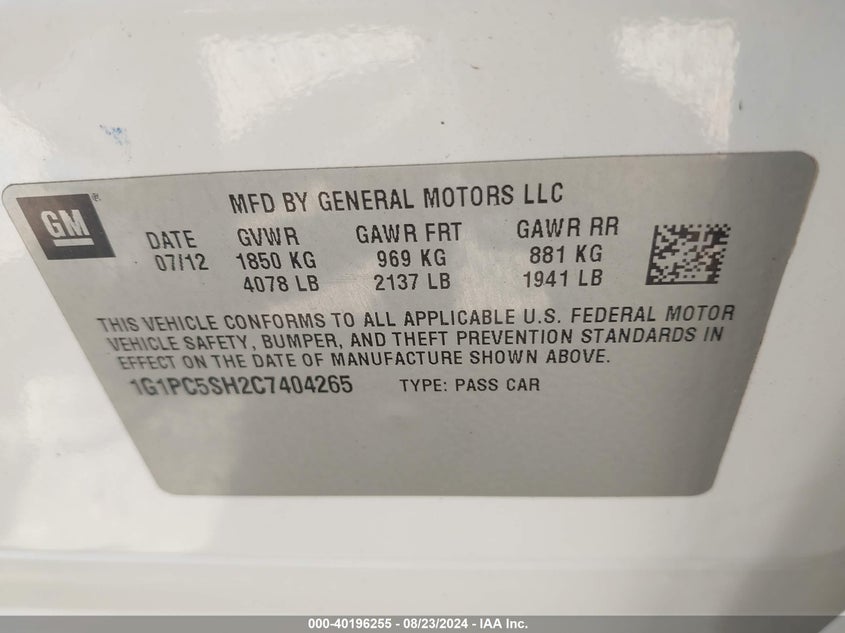 GM
MFD BY GENERAL MOTORS LLC
DATE GVWR GAWR FRT GAWR RR
07/12 1850 KG 969 KG 881 KG
4078 LB 2137 LB 1941 LB
THIS VEHICLE CONFORMS TO ALL APPLICABLE U.S. FEDERAL MOTOR
VEHICLE SAFETY, BUMPER, AND THEFT PREVENTION STANDARDS IN
EFFECT ON THE DATE OF MANUFACTURE SHOWN ABOVE.
1G1PC5SH2C7404265 TYPE: PASS CAR
000-40196255 - 08/23/2024 - IAA Inc.